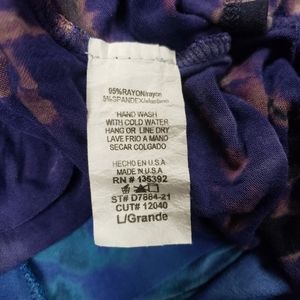 95%RAYON/rayon
5%SPANDEX/elastano
HAND WASH
WITH COLD WATER
HANG OR LINE DRY
LAVE FRIO A MANO
SECAR COLGADO
HECHO EN U.S.A
MADE IN U.S.A
RN # 136392
ST# D7884-21
CUT# 12040
L/Grande